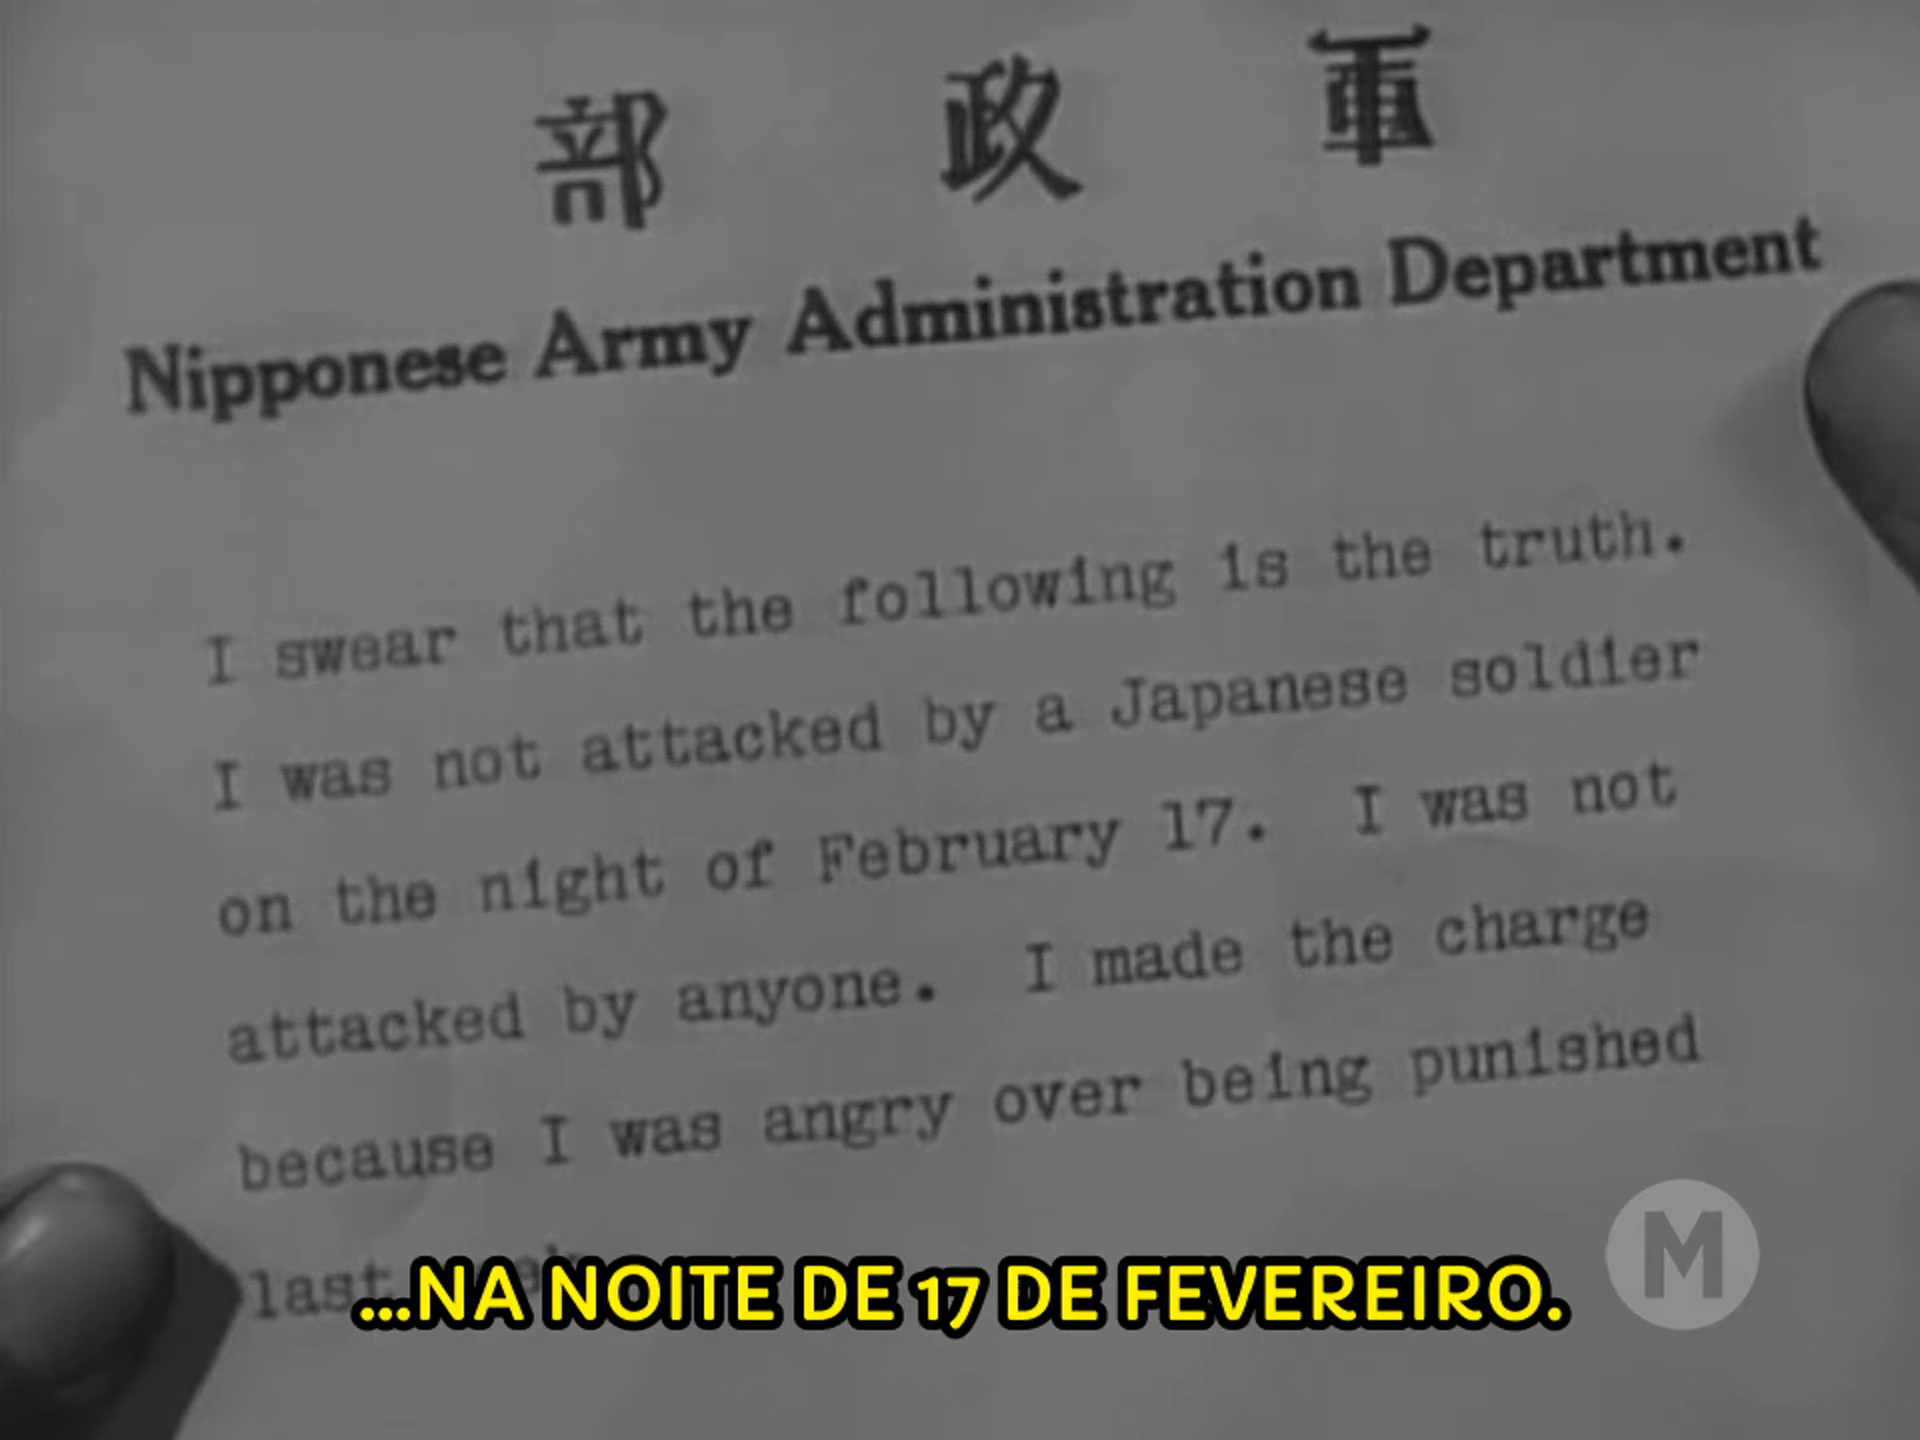 部 政 軍
Nipponese Army Administration Department
I swear that the following is the truth.
I was not attacked by a Japanese soldier
on the night of February 17. I was not
attacked by anyone. I made the charge
because I was angry over being punished
last
...NA NOITE DE 17 DE FEVEREIRO.
M